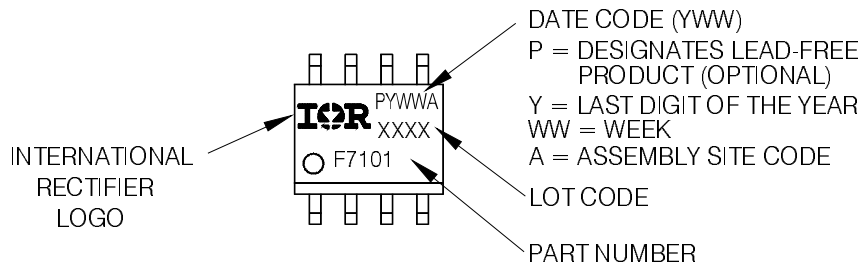 DATE CODE (YWW)
P = DESIGNATES LEAD-FREE
PRODUCT (OPTIONAL)
Y = LAST DIGIT OF THE YEAR
WW = WEEK
A = ASSEMBLY SITE CODE
LOT CODE
PART NUMBER
INTERNATIONAL
RECTIFIER
LOGO
IOR
PYWWA
XXXX
F7101